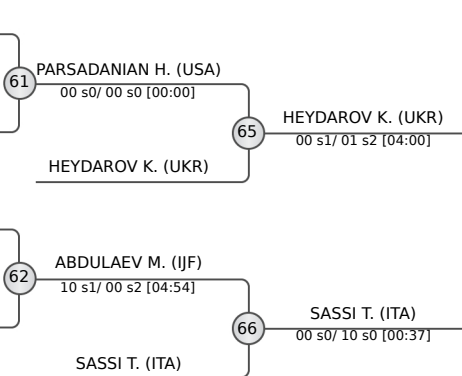 61
PARSADANIAN H. (USA)
00 s0/ 00 s0 [00:00]
65
HEYDAROV K. (UKR)
00 s1/ 01 s2 [04:00]
HEYDAROV K. (UKR)
62
ABDULAEV M. (IJF)
10 s1/ 00 s2 [04:54]
66
SASSI T. (ITA)
00 s0/ 10 s0 [00:37]
SASSI T. (ITA)